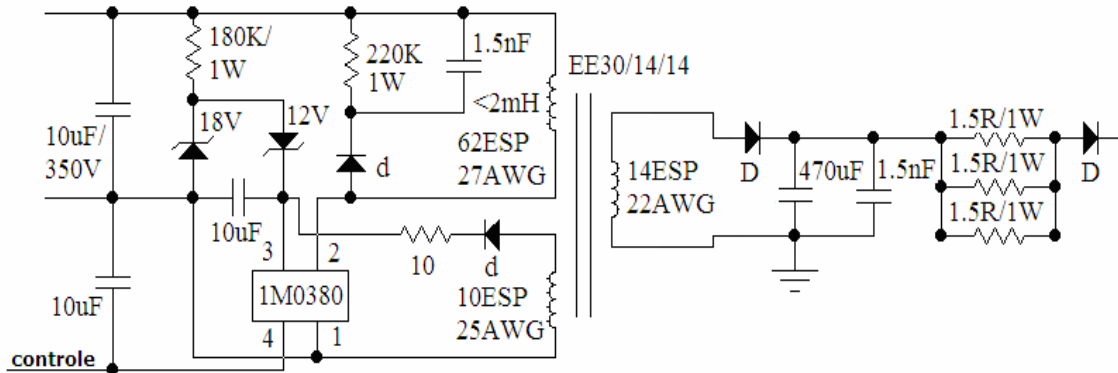 180K/
1W
220K
1W
1.5nF
EE30/14/14
10uF/
350V
18V
12V
d
<2mH
62ESP
27AWG
14ESP
22AWG
D
470uF
1.5nF
1.5R/1W
1.5R/1W
1.5R/1W
D
10uF
3
2
10
d
10ESP
25AWG
10uF
1M0380
4
1
controle